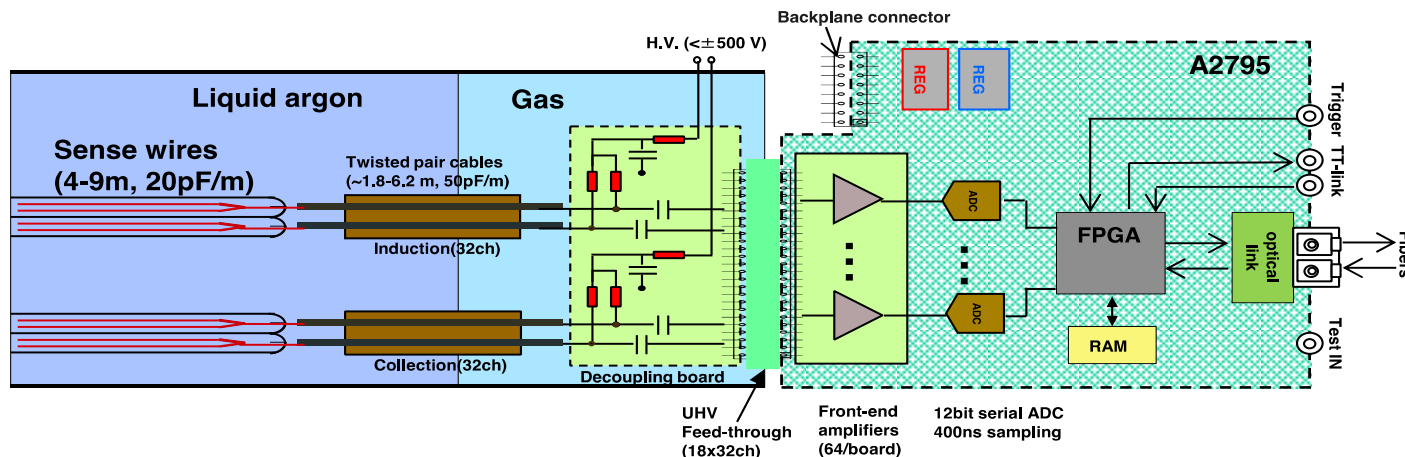 Backplane connector
H.V. (<±500 V)
REG
REG
A2795
Liquid argon
Gas
Trigger
TT-link
Sense wires
(4-9m, 20pF/m)
Twisted pair cables
(~1.8-6.2 m, 50pF/m)
ADC
FPGA
optical
link
Fibers
Induction(32ch)
ADC
RAM
Test IN
Collection(32ch)
Decoupling board
UHV
Feed-through
(18x32ch)
Front-end
amplifiers
(64/board)
12bit serial ADC
400ns sampling